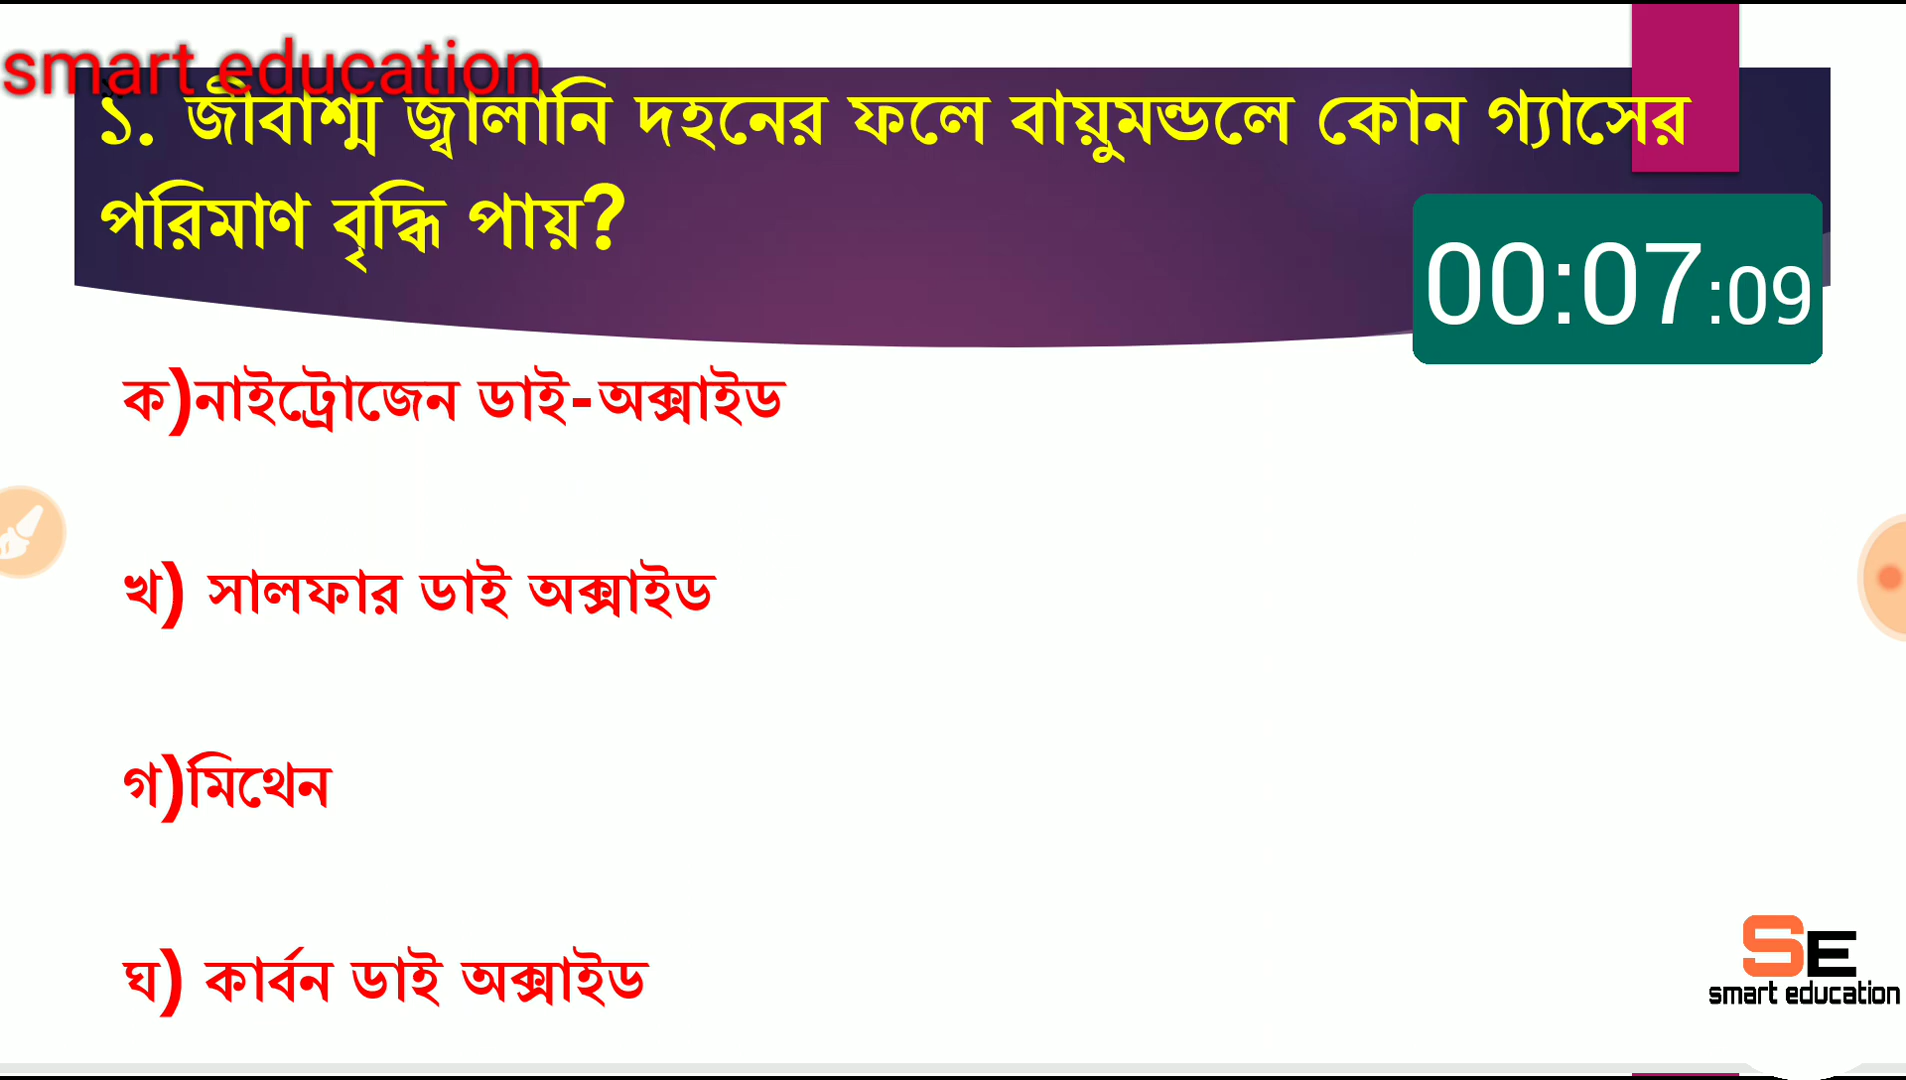 smart education
১. জীবাশ্ম জ্বালানি দহনের ফলে বায়ুমন্ডলে কোন গ্যাসের
পরিমাণ বৃদ্ধি পায়?
00:07:09
ক)নাইট্রোজেন ডাই-অক্সাইড
খ) সালফার ডাই অক্সাইড
গ)মিথেন
ঘ) কার্বন ডাই অক্সাইড
SE
smart education